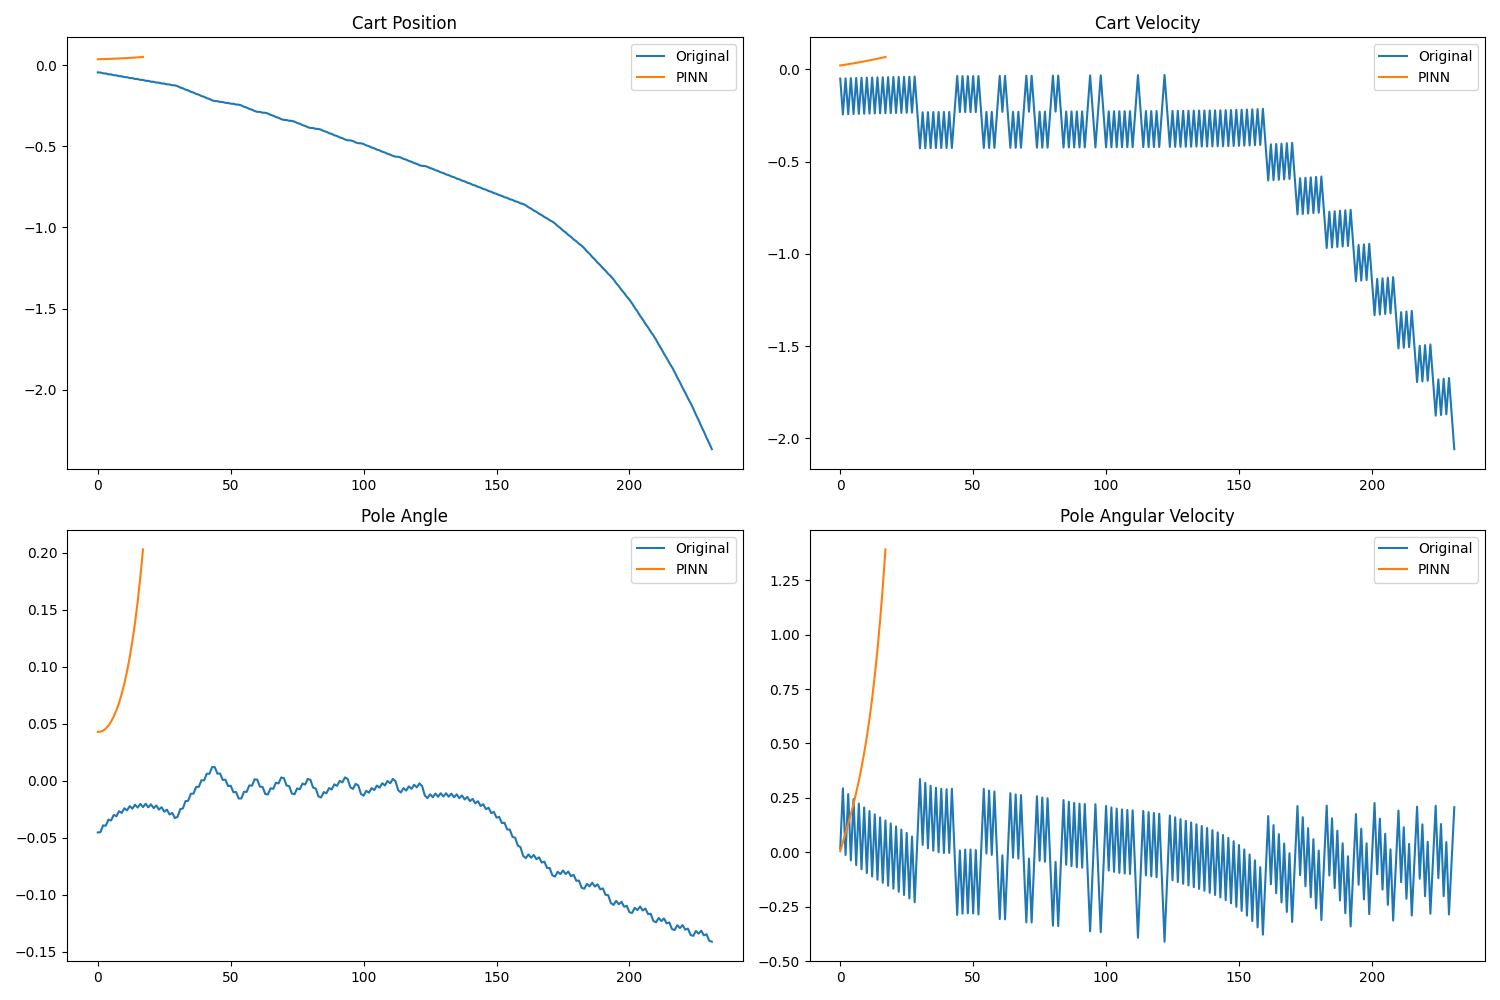 Cart Position
Original
PINN
0.0
−0.5
−1.0
−1.5
−2.0
0 50 100 150 200
Cart Velocity
Original
PINN
0.0
−0.5
−1.0
−1.5
−2.0
0 50 100 150 200
Pole Angle
Original
PINN
0.20
0.15
0.10
0.05
0.00
−0.05
−0.10
−0.15
0 50 100 150 200
Pole Angular Velocity
Original
PINN
1.25
1.00
0.75
0.50
0.25
0.00
−0.25
−0.50
0 50 100 150 200